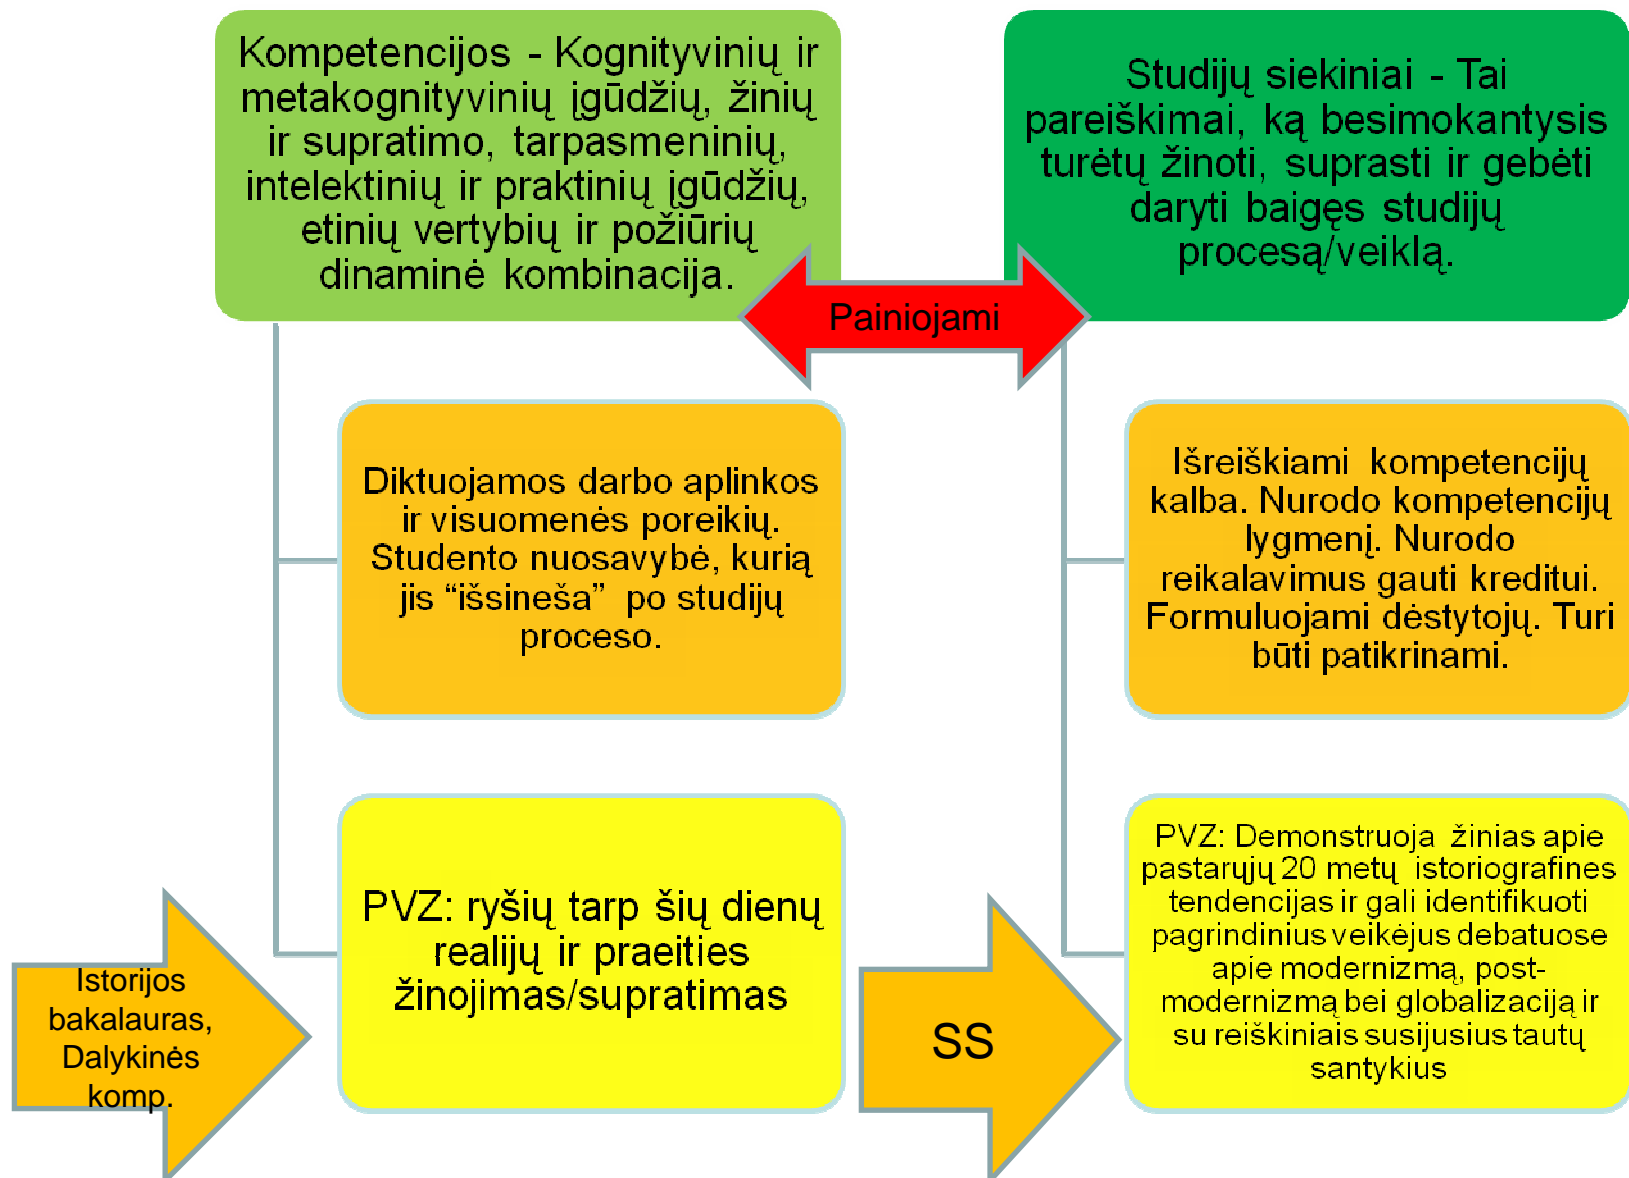 Kompetencijos - Kognityvinių ir
metakognityvinių įgūdžių, žinių
ir supratimo, tarpasmeninių,
intelektinių ir praktinių įgūdžių,
etinių vertybių ir požiūrių
dinaminė kombinacija.
Studijų siekiniai - Tai
pareiškimai, ką besimokantysis
turėtų žinoti, suprasti ir gebėti
daryti baigęs studijų
procesą/veiklą.
Painiojami
Diktuojamos darbo aplinkos
ir visuomenės poreikių.
Studento nuosavybė, kurią
jis “išsineša” po studijų
proceso.
Išreiškiami kompetencijų
kalba. Nurodo kompetencijų
lygmenį. Nurodo
reikalavimus gauti kreditui.
Formuluojami dėstytojų. Turi
būti patikrinami.
Istorijos
bakalauras,
Dalykinės
komp.
PVZ: ryšių tarp šių dienų
realijų ir praeities
žinojimas/supratimas
SS
PVZ: Demonstruoja žinias apie
pastarųjų 20 metų istoriografines
tendencijas ir gali identifikuoti
pagrindinius veikėjus debatuose
apie modernizmą, post-
modernizmą bei globalizaciją ir
su reiškiniais susijusius tautų
santykius